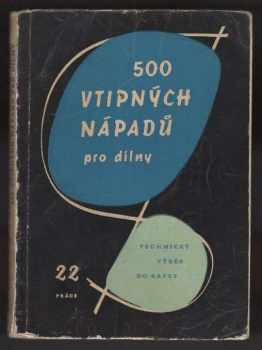 500
VTIPNÝCH
NÁPADŮ
pro dílny
TECHNICKÝ
VÝBĚR
DO KAPSY
22
PRÁCE